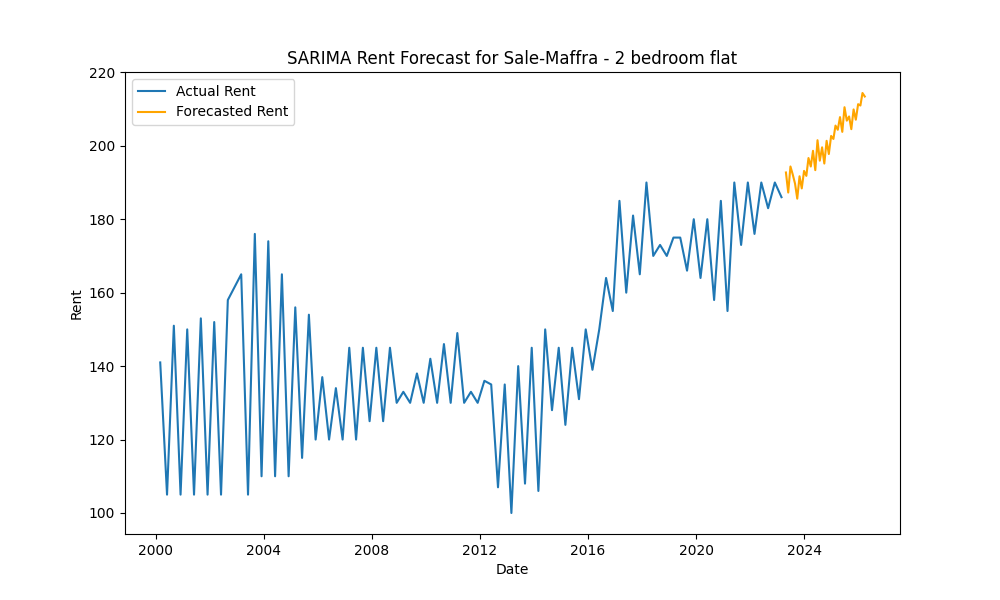 SARIMA Rent Forecast for Sale-Maffra - 2 bedroom flat
Actual Rent
Forecasted Rent
Rent
220
200
180
160
140
120
100
2000 2004 2008 2012 2016 2020 2024
Date